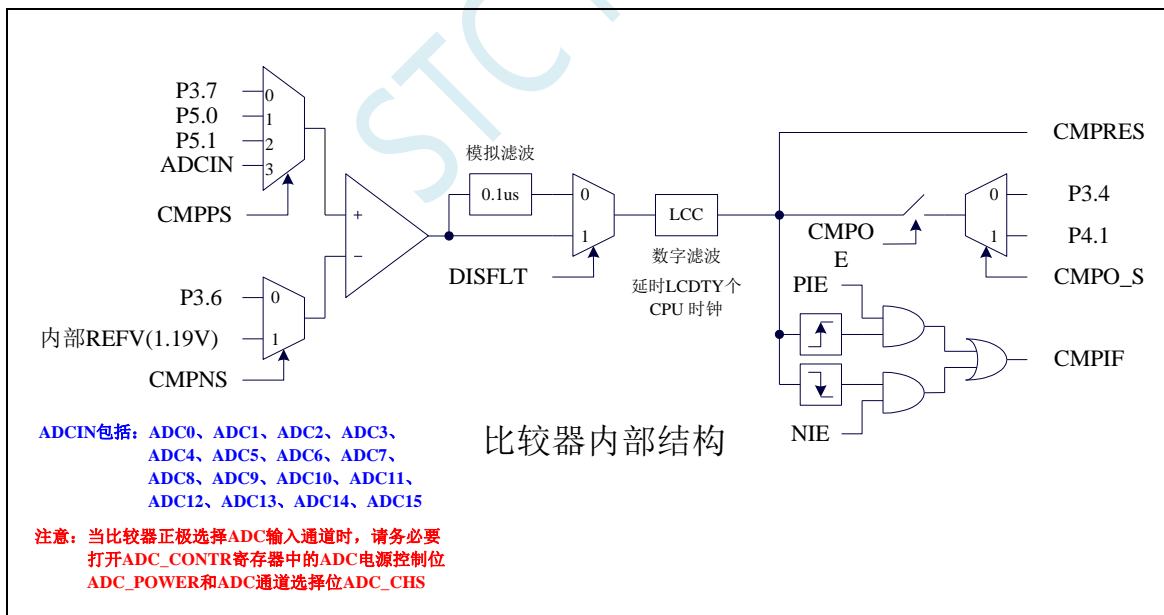 STC
P3.7
P5.0
P5.1
ADCIN
0
1
2
3
CMPPS
+
−
P3.6
内部REFV(1.19V)
0
1
CMPNS
模拟滤波
0.1us
0
1
DISFLT
LCC
数字滤波
延时LCDTY个
CPU 时钟
CMPRES
CMPO
E
0
1
P3.4
P4.1
CMPO_S
PIE
NIE
CMPIF
ADCIN包括：ADC0、ADC1、ADC2、ADC3、
ADC4、ADC5、ADC6、ADC7、
ADC8、ADC9、ADC10、ADC11、
ADC12、ADC13、ADC14、ADC15
比较器内部结构
注意：当比较器正极选择ADC输入通道时，请务必要
打开ADC_CONTR寄存器中的ADC电源控制位
ADC_POWER和ADC通道选择位ADC_CHS